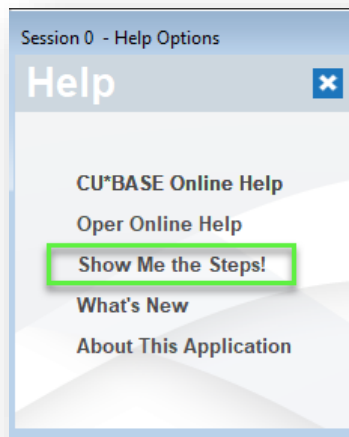 Session 0 - Help Options
Help
CU*BASE Online Help
Oper Online Help
Show Me the Steps!
What's New
About This Application